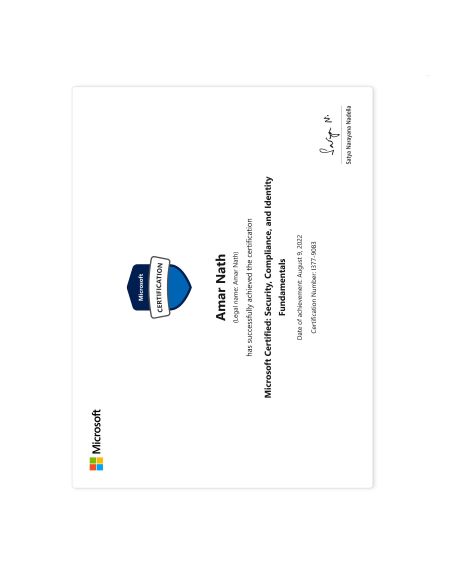 Microsoft
Microsoft
CERTIFICATION
Amar Nath
(Legal name: Amar Nath)
has successfully achieved the certification
Microsoft Certified: Security, Compliance, and Identity
Fundamentals
Date of achievement: August 9, 2022
Certification Number: I377-9083
Satya N.
Satya Narayana Nadella